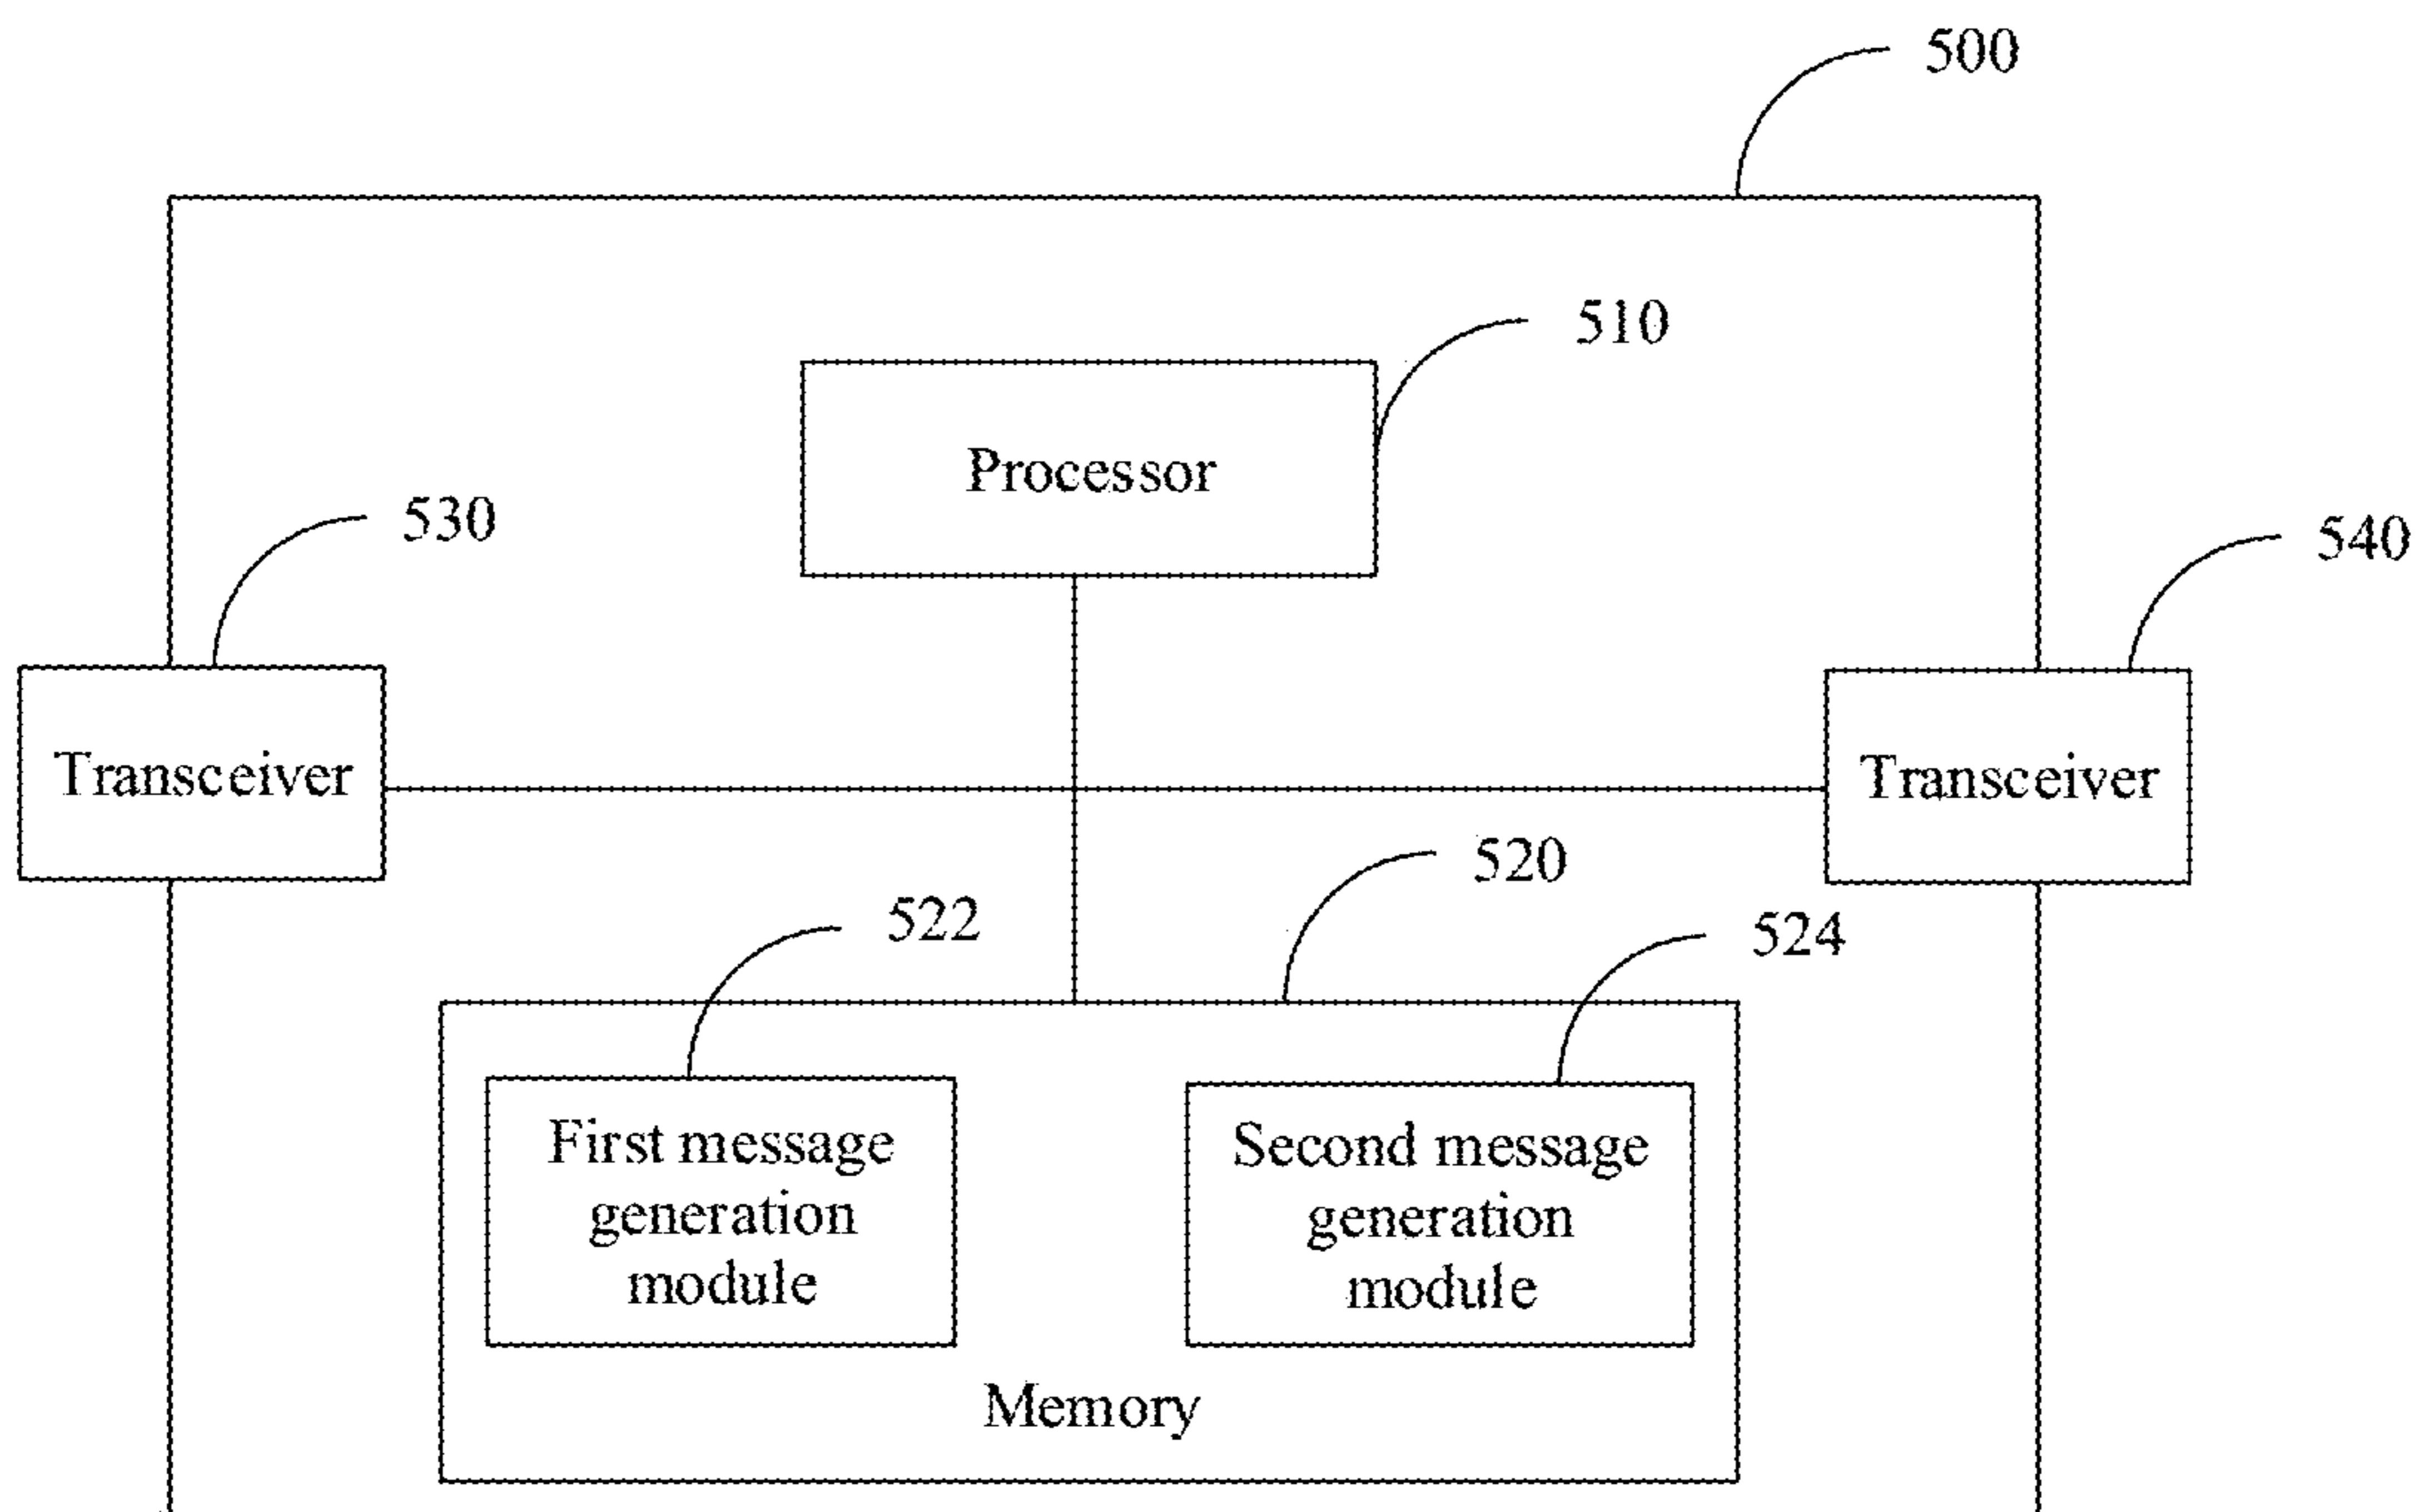 500
510
Processor
530
540
Transceiver
Transceiver
520
522
524
First message
generation
module
Second message
generation
module
Memory